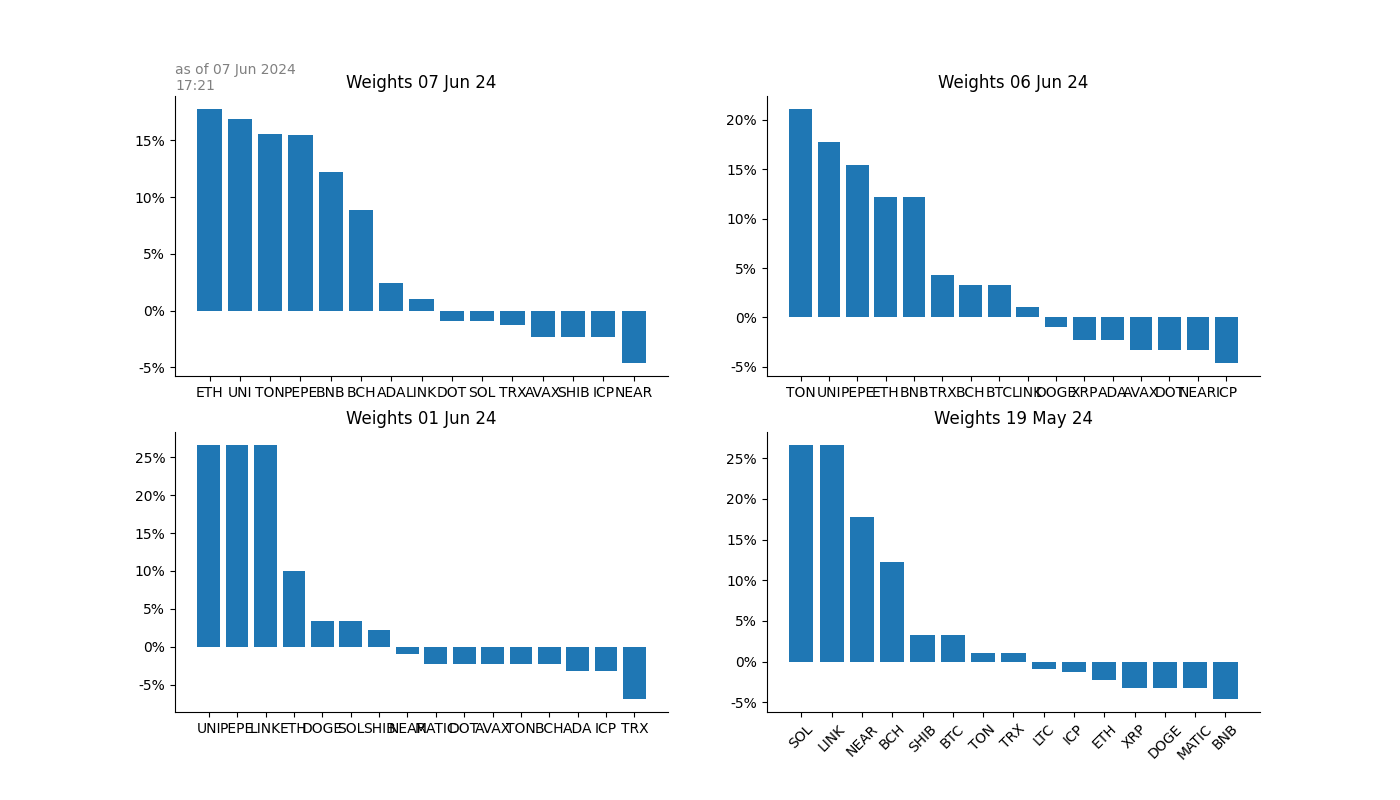 as of 07 Jun 2024
17:21
Weights 07 Jun 24
15%
10%
5%
0%
-5%
ETH UNI TON PEPE BNB BCH ADA LINK DOT SOL TRX AVAX SHIB ICP NEAR
Weights 06 Jun 24
20%
15%
10%
5%
0%
-5%
TON UNI PEPE ETH BNB TRX BCH BTC LINK DOGE XRP ADA AVAX DOT NEAR ICP
Weights 01 Jun 24
25%
20%
15%
10%
5%
0%
-5%
UNI PEPE LINK ETH DOGE SOL SHIB NEAR MATIC DOT AVAX TON BCH ADA ICP TRX
Weights 19 May 24
25%
20%
15%
10%
5%
0%
-5%
SOL LINK NEAR BCH SHIB BTC TON TRX LTC ICP ETH XRP DOGE MATIC BNB